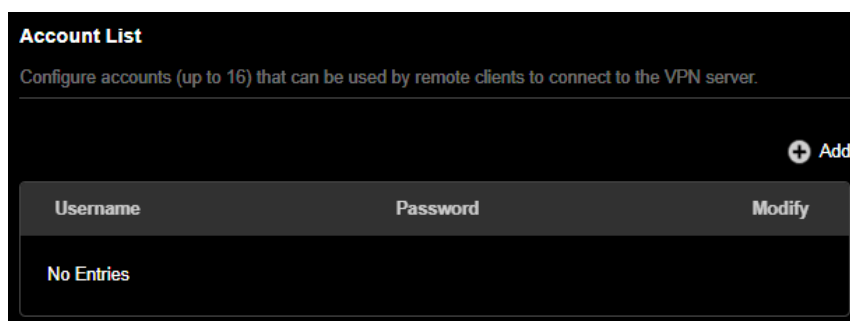 Account List
Configure accounts (up to 16) that can be used by remote clients to connect to the VPN server.
Add
Username Password Modify
No Entries